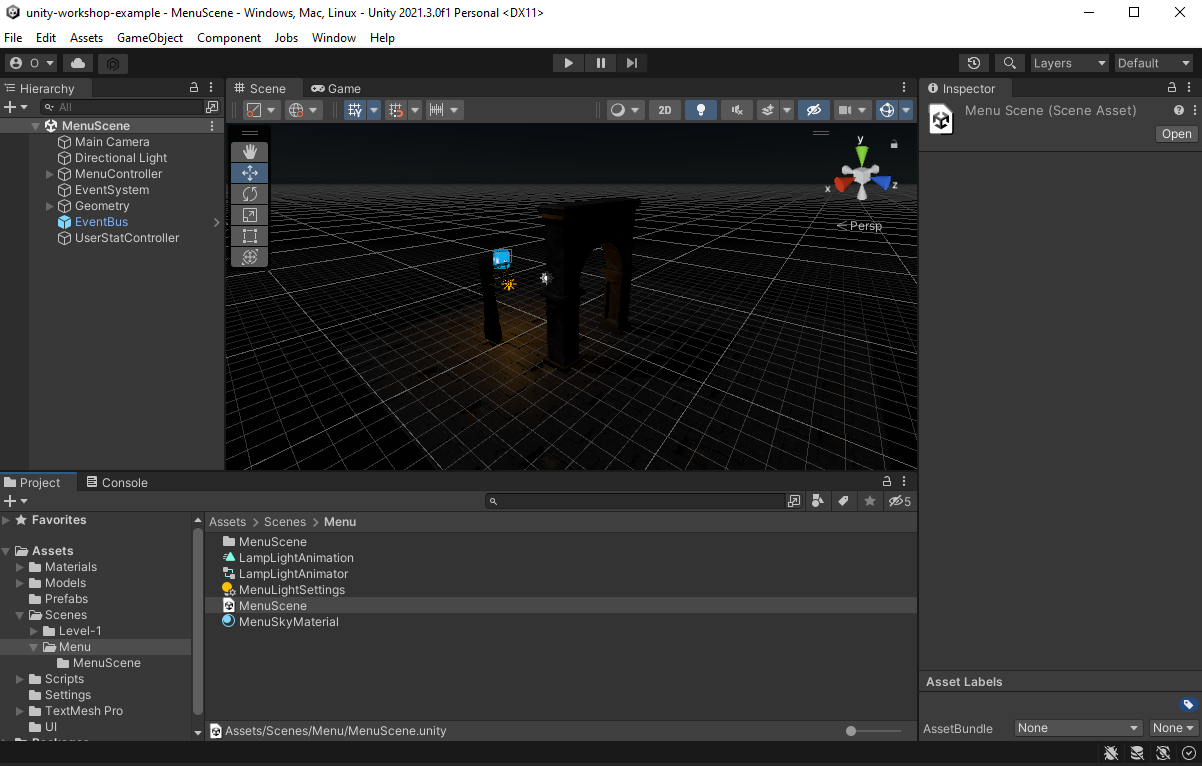 unity-workshop-example - MenuScene - Windows, Mac, Linux - Unity 2021.3.0f1 Personal <DX11>
File Edit Assets GameObject Component Jobs Window Help
O Layers Default
Hierarchy
All
MenuScene
Main Camera
Directional Light
MenuController
EventSystem
Geometry
EventBus
UserStatController
Scene Game
2D
y
x z
Persp
Inspector
Menu Scene (Scene Asset)
Open
Project Console
5
Favorites
Assets
Materials
Models
Prefabs
Scenes
Level-1
Menu
MenuScene
Scripts
Settings
TextMesh Pro
UI
Packages
Assets > Scenes > Menu
MenuScene
LampLightAnimation
LampLightAnimator
MenuLightSettings
MenuScene
MenuSkyMaterial
Assets/Scenes/Menu/MenuScene.unity
Asset Labels
AssetBundle None None